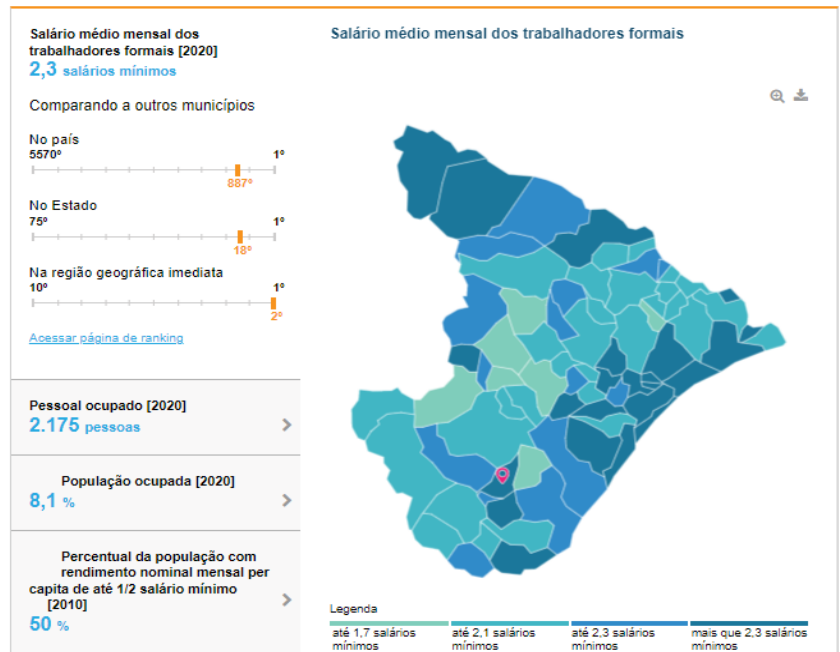 Salário médio mensal dos
trabalhadores formais [2020]
2,3 salários mínimos
Comparando a outros municípios
No país
5570º 1º
887º
No Estado
75º 1º
18º
Na região geográfica imediata
10º 1º
2º
Acessar página de ranking
Pessoal ocupado [2020]
2.175 pessoas
População ocupada [2020]
8,1 %
Percentual da população com
rendimento nominal mensal per
capita de até 1/2 salário mínimo
[2010]
50 %
Salário médio mensal dos trabalhadores formais
Legenda
até 1,7 salários
mínimos
até 2,1 salários
mínimos
até 2,3 salários
mínimos
mais que 2,3 salários
mínimos